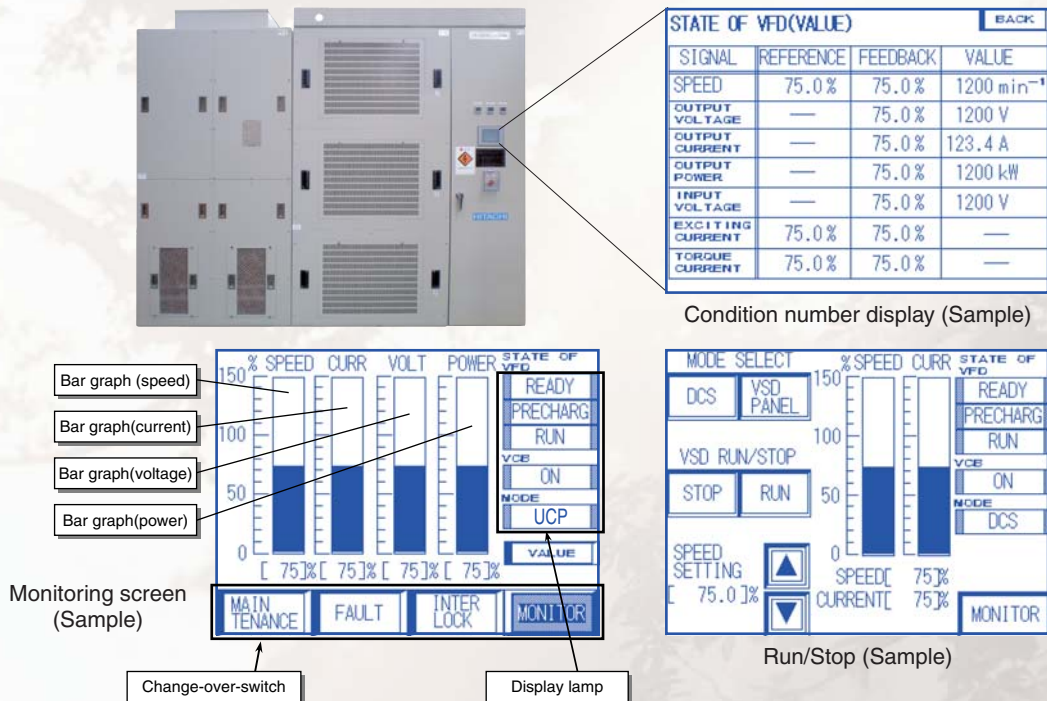 HITACHI
STATE OF VFD(VALUE) BACK
SIGNAL REFERENCE FEEDBACK VALUE
SPEED 75.0% 75.0% 1200 min⁻¹
OUTPUT VOLTAGE — 75.0% 1200 V
OUTPUT CURRENT — 75.0% 123.4 A
OUTPUT POWER — 75.0% 1200 kW
INPUT VOLTAGE — 75.0% 1200 V
EXCITING CURRENT 75.0% 75.0% —
TORQUE CURRENT 75.0% 75.0% —
Condition number display (Sample)
Bar graph (speed)
Bar graph(current)
Bar graph(voltage)
Bar graph(power)
Monitoring screen
(Sample)
% SPEED CURR VOLT POWER
150
100
50
0
[ 75]% [ 75]% [ 75]% [ 75]%
STATE OF
VFD
READY
PRECHARG
RUN
VCB
ON
MODE
UCP
VALUE
MAIN
TENANCE
FAULT
INTER
LOCK
MONITOR
Change-over-switch
Display lamp
MODE SELECT
DCS
VSD
PANEL
VSD RUN/STOP
STOP RUN
SPEED
SETTING
[ 75.0]%
% SPEED CURR
150
100
50
0
SPEED[ 75]%
CURRENT[ 75]%
STATE OF
VFD
READY
PRECHARG
RUN
VCB
ON
MODE
DCS
MONITOR
Run/Stop (Sample)